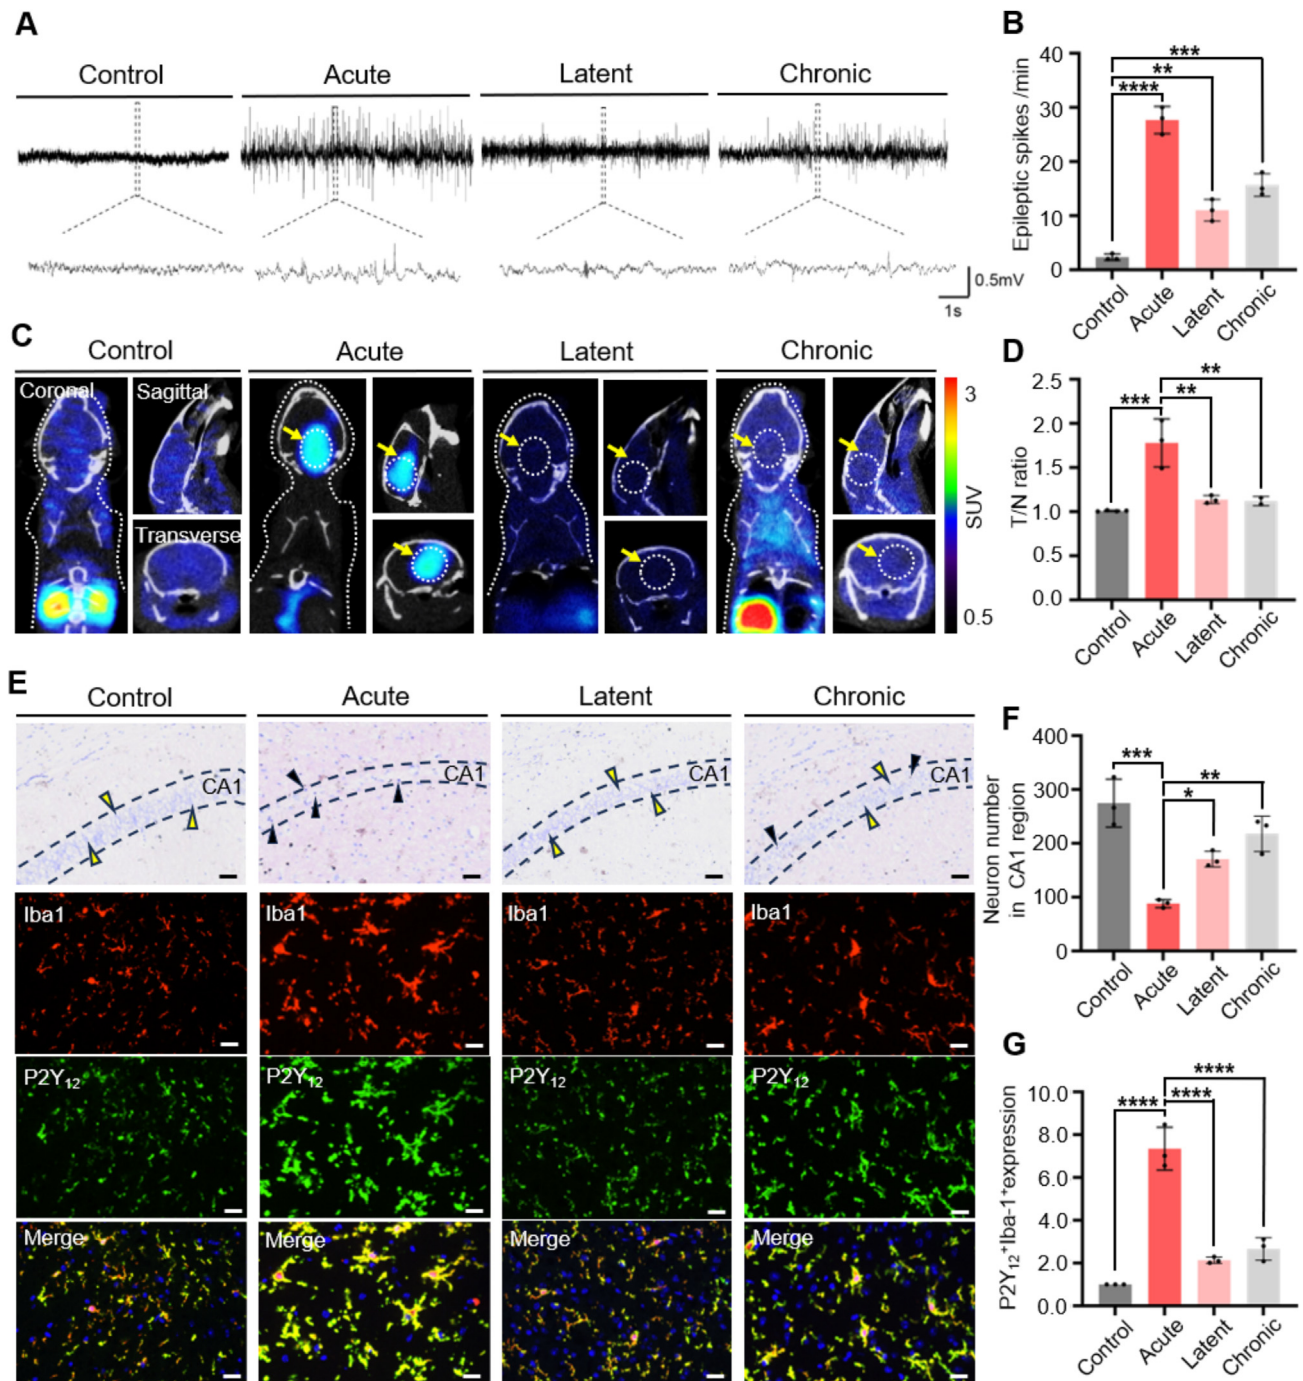 A
Control Acute Latent Chronic
0.5mV
1s
B
Epileptic spikes /min
40
30
20
10
0
****
**
***
Control Acute Latent Chronic
C
Control Acute Latent Chronic
Coronal Sagittal
Transverse
3
SUV
0.5
D
T/N ratio
2.5
2.0
1.5
1.0
0.5
0.0
***
**
**
Control Acute Latent Chronic
E
Control Acute Latent Chronic
CA1 CA1 CA1 CA1
Iba1 Iba1 Iba1 Iba1
P2Y₁₂ P2Y₁₂ P2Y₁₂ P2Y₁₂
Merge Merge Merge Merge
F
Neuron number
in CA1 region
400
300
200
100
0
***
*
**
Control Acute Latent Chronic
G
P2Y₁₂⁺Iba-1⁺expression
10.0
8.0
6.0
4.0
2.0
0.0
****
****
****
Control Acute Latent Chronic